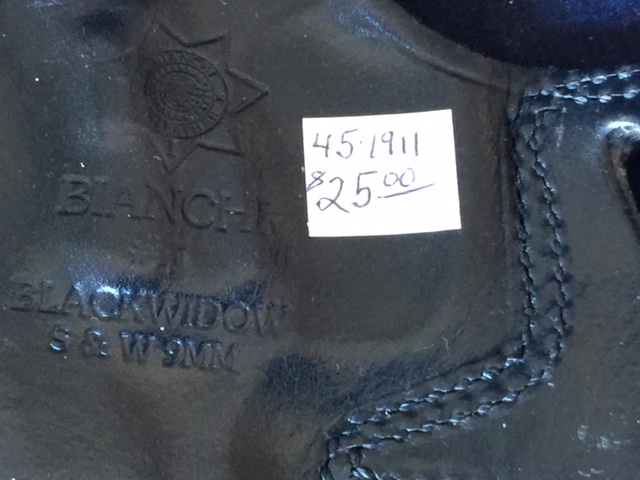 BIANCHI
BLACKWIDOW
S & W 9MM
45·1911
$25.00